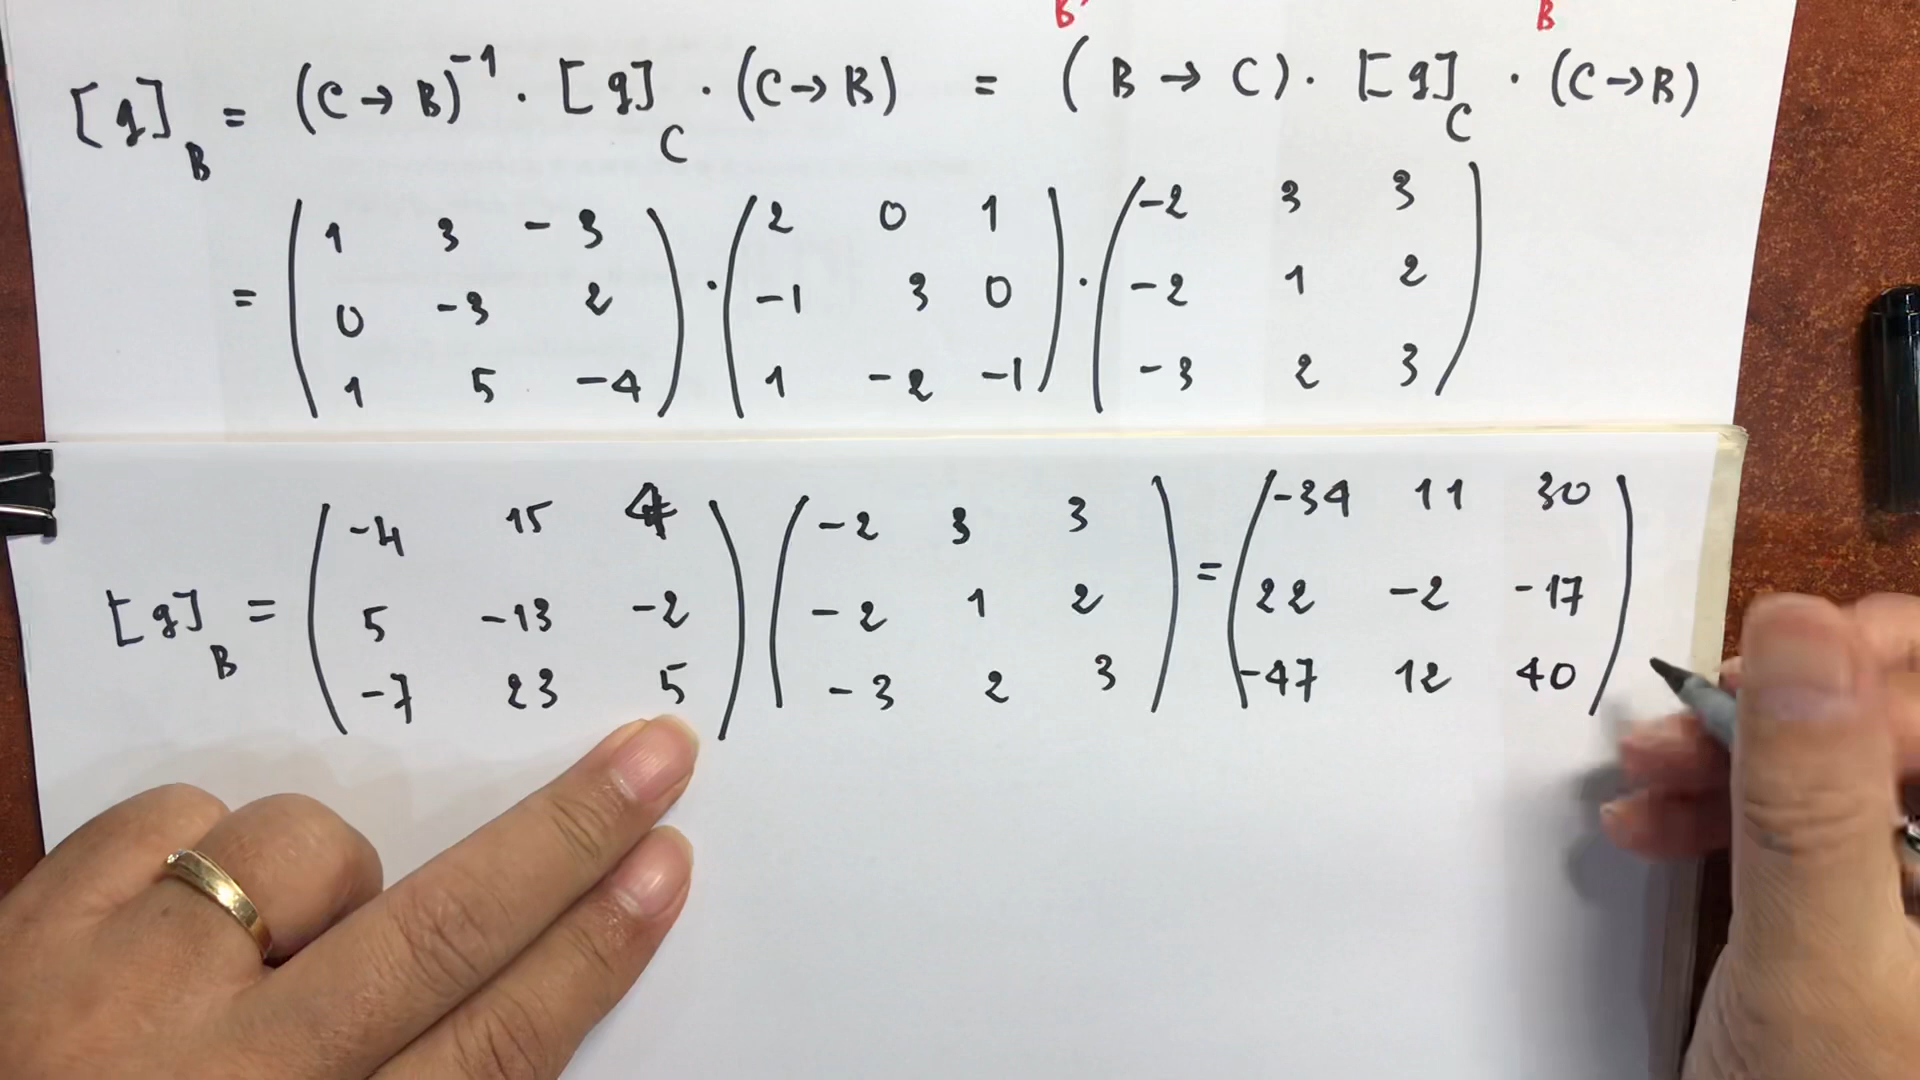 B' B
[g]_B = (C → B)^-1 · [g]_C · (C → B) = (B → C) · [g]_C · (C → B)
= ( 1 3 -3 ) · ( 2 0 1 ) · ( -2 3 3 )
( 0 -3 2 ) ( -1 3 0 ) ( -2 1 2 )
( 1 5 -4 ) ( 1 -2 -1 ) ( -3 2 3 )
( -4 15 4 ) ( -2 3 3 ) ( -34 11 30 )
[g]_B = ( 5 -13 -2 ) ( -2 1 2 ) = ( 22 -2 -17 )
( -7 23 5 ) ( -3 2 3 ) ( -47 12 40 )